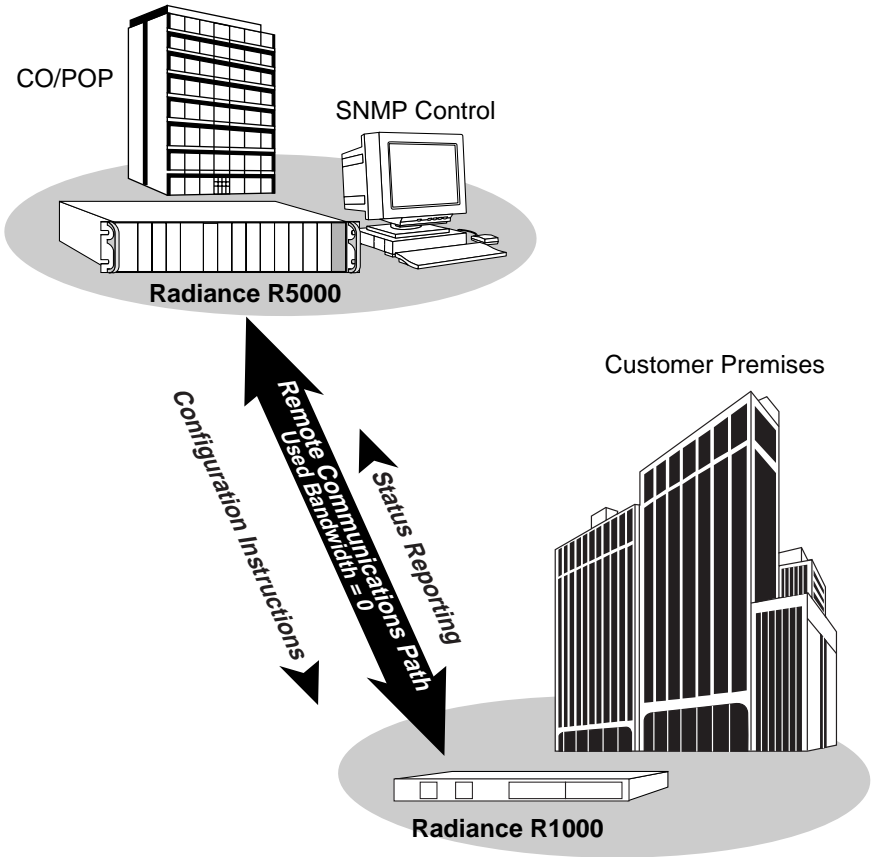 CO/POP
SNMP Control
Radiance R5000
Customer Premises
Configuration Instructions
Remote Communications Path
Used Bandwidth = 0
Status Reporting
Radiance R1000